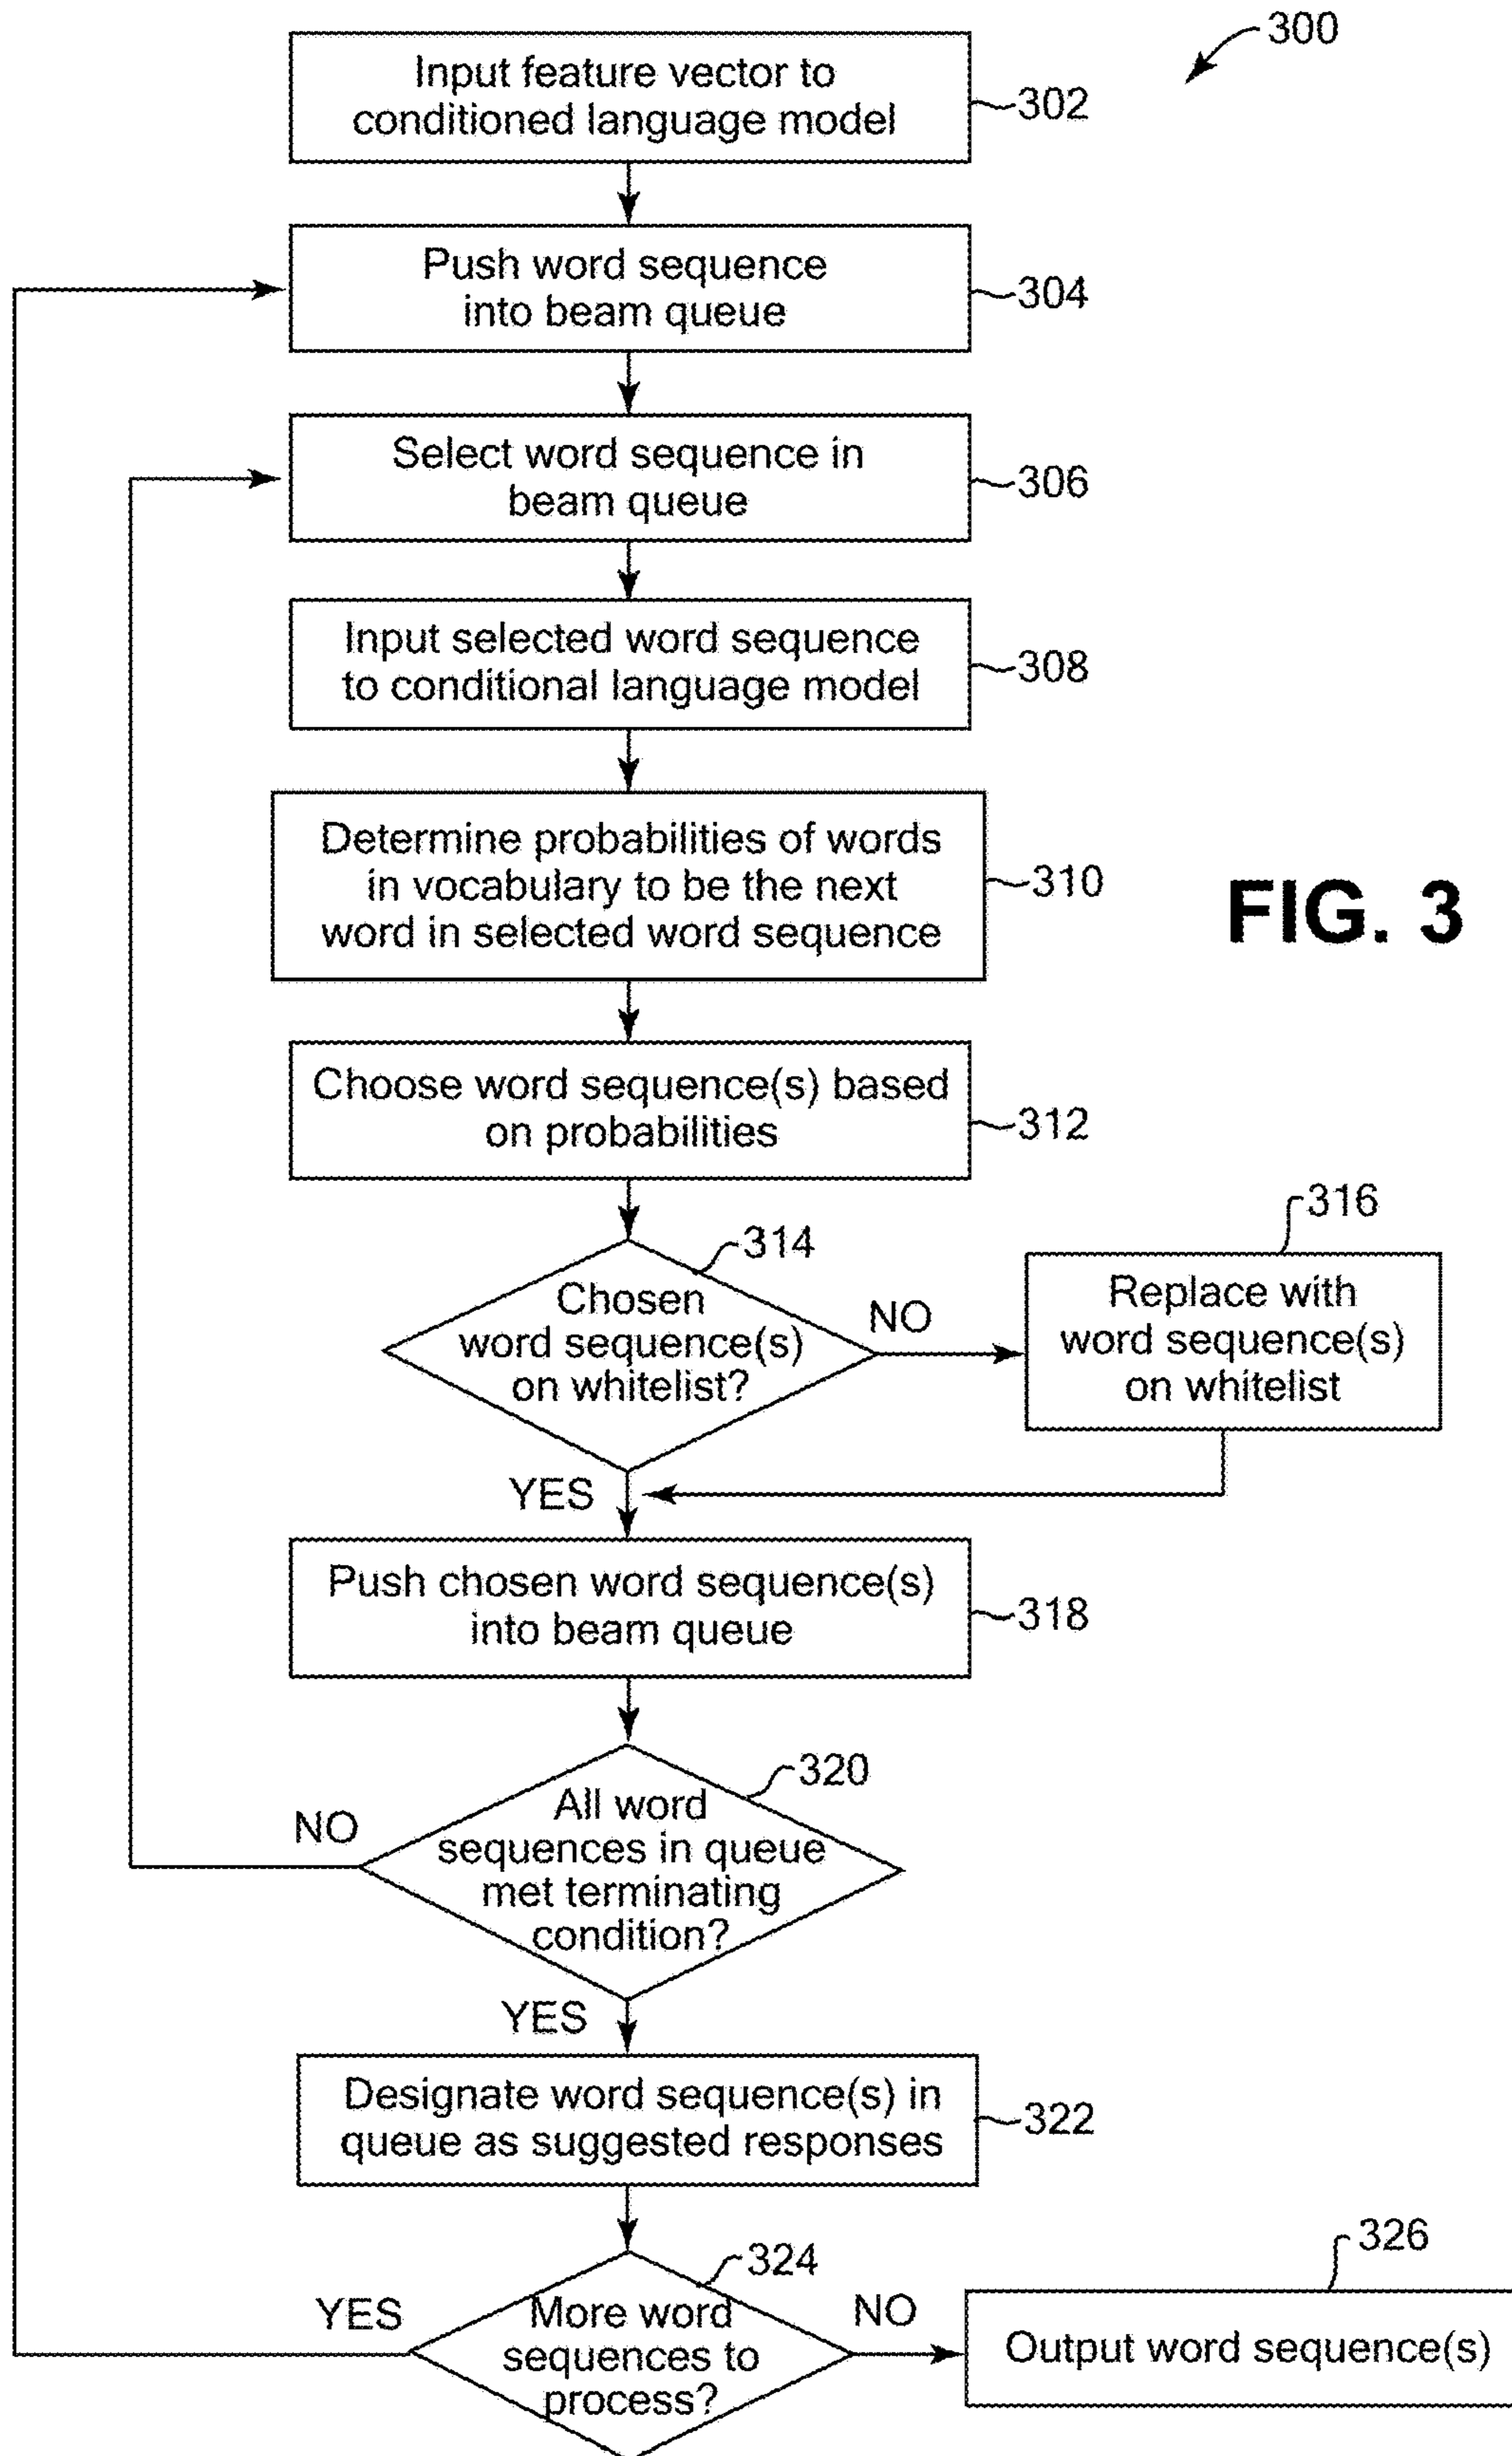 300
Input feature vector to
conditioned language model
302
Push word sequence
into beam queue
304
Select word sequence in
beam queue
306
Input selected word sequence
to conditional language model
308
Determine probabilities of words
in vocabulary to be the next
word in selected word sequence
310
FIG. 3
Choose word sequence(s) based
on probabilities
312
314
Chosen
word sequence(s)
on whitelist?
NO
316
Replace with
word sequence(s)
on whitelist
YES
Push chosen word sequence(s)
into beam queue
318
320
All word
sequences in queue
met terminating
condition?
NO
YES
Designate word sequence(s) in
queue as suggested responses
322
324
More word
sequences to
process?
YES
NO
326
Output word sequence(s)